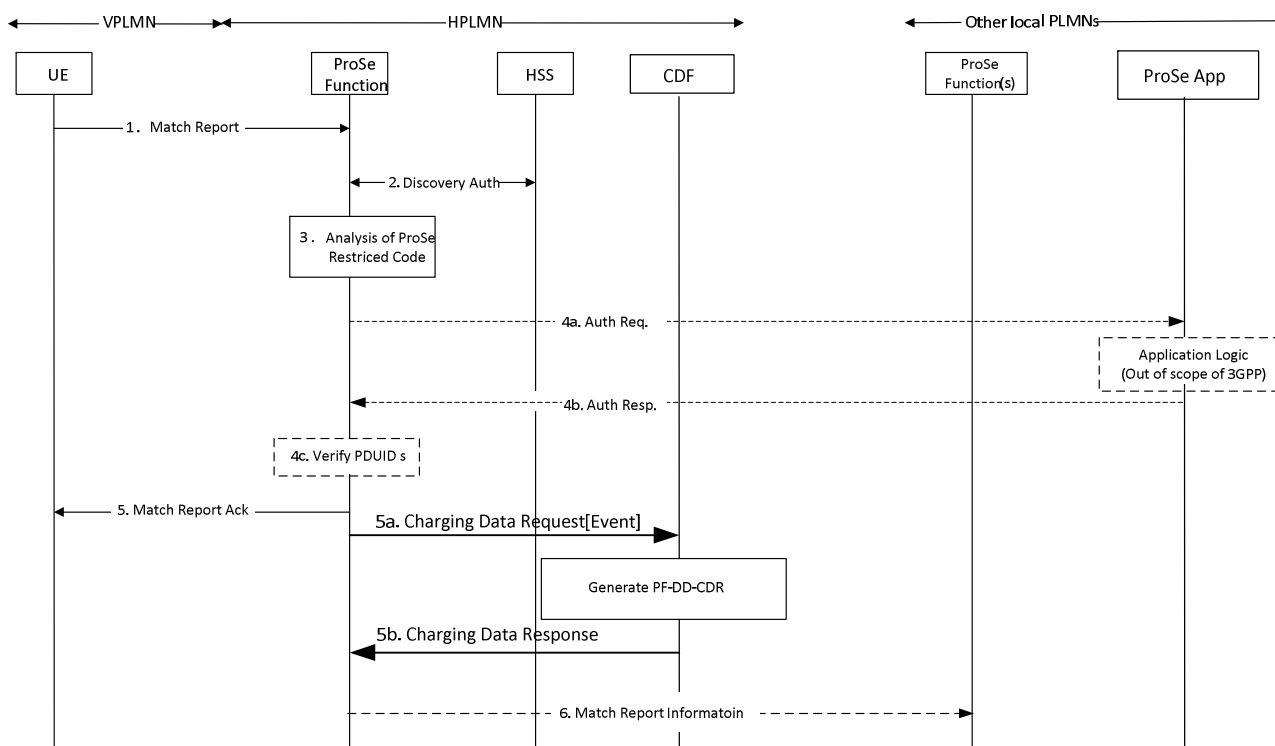 VPLMN
HPLMN
Other local PLMNs
UE
ProSe
Function
HSS
CDF
ProSe
Function(s)
ProSe App
1. Match Report
2. Discovery Auth
3. Analysis of ProSe
Restriced Code
4a. Auth Req.
Application Logic
(Out of scope of 3GPP)
4b. Auth Resp.
4c. Verify PDUID s
5. Match Report Ack
5a. Charging Data Request[Event]
Generate PF-DD-CDR
5b. Charging Data Response
6. Match Report Informatoin